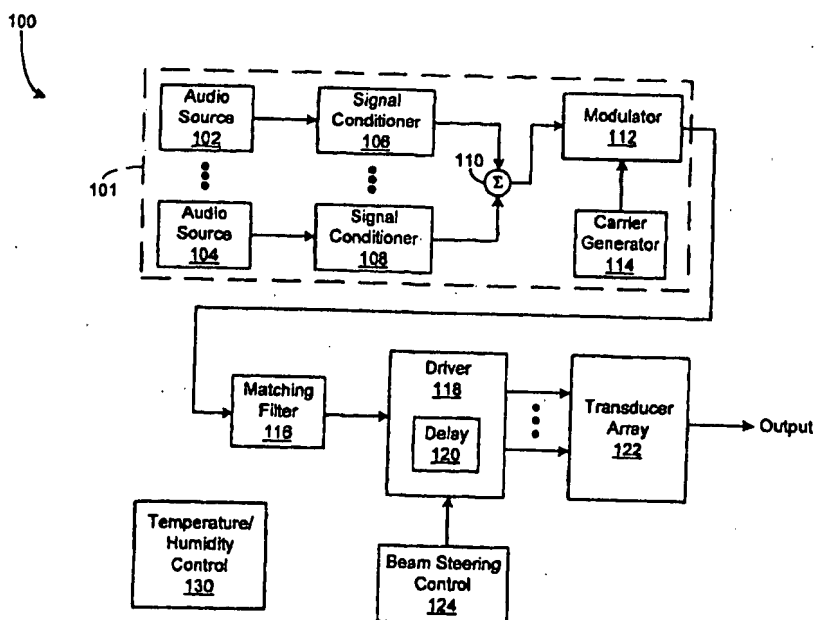 100
Audio
Source
102
Signal
Conditioner
106
Modulator
112
110
Σ
101
Audio
Source
104
Signal
Conditioner
108
Carrier
Generator
114
Matching
Filter
116
Driver
118
Delay
120
Transducer
Array
122
Output
Temperature/
Humidity
Control
130
Beam Steering
Control
124